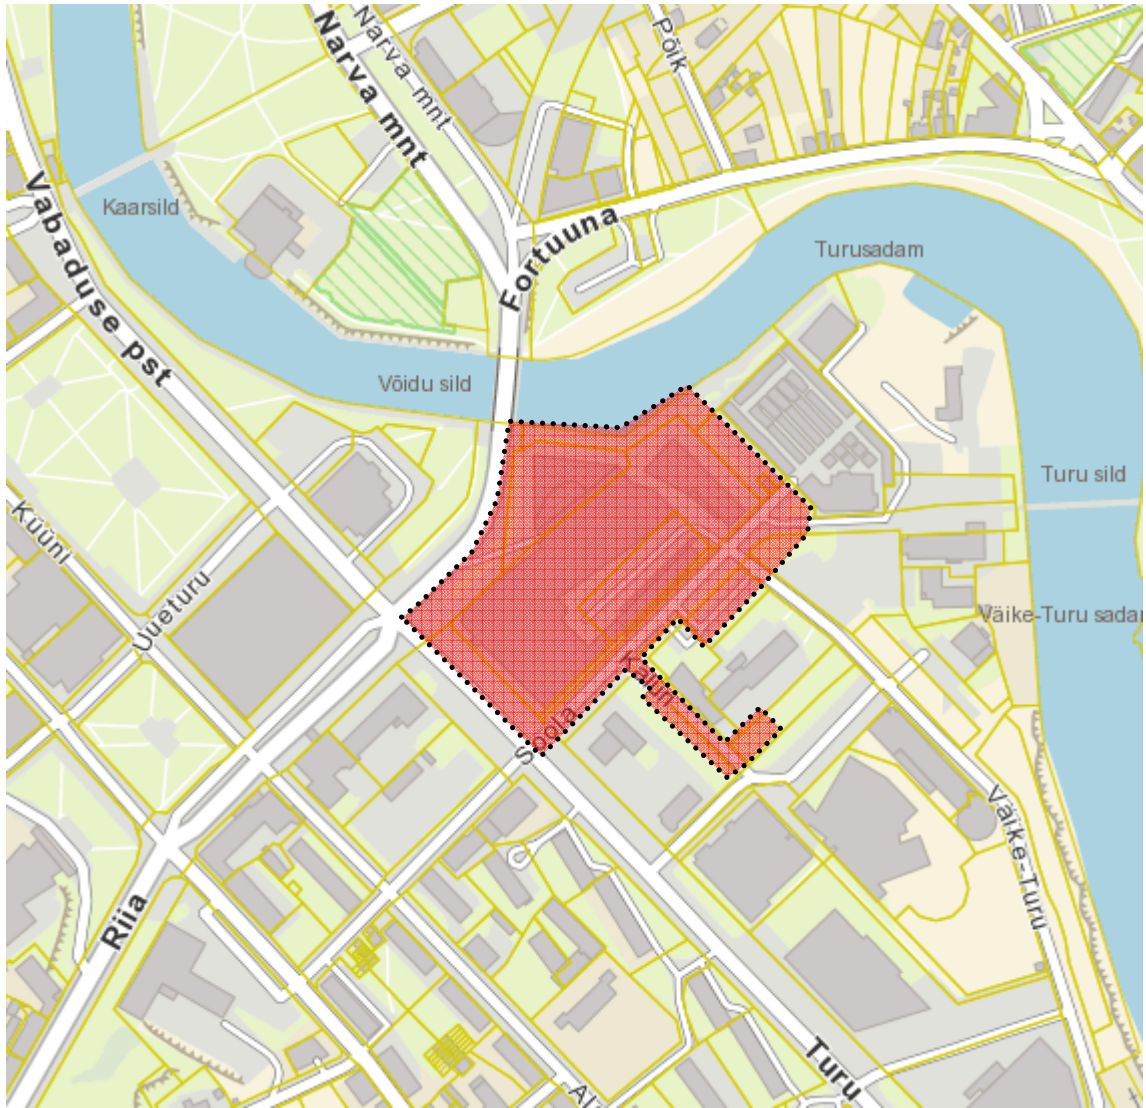 Narva mnt
Narva mnt
Põik
Vabaduse pst
Kaarsild
Fortuuna
Turusadam
Võidu sild
Turu sild
Küüni
Uueturu
Väike-Turu sadam
Kalüri
Soola
Väike-Turu
Riia
Turu